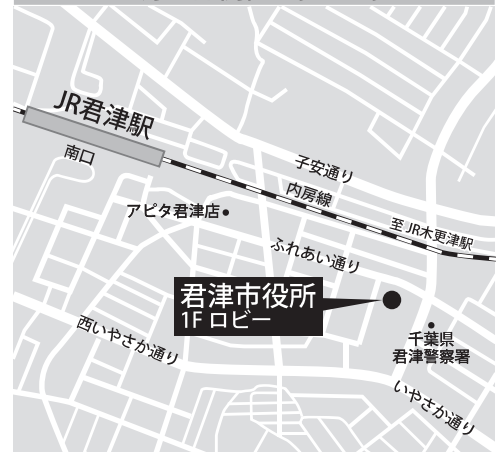 JR君津駅
南口
子安通り
内房線
アピタ君津店
至 JR木更津駅
ふれあい通り
君津市役所
1F ロビー
千葉県
君津警察署
西いやさか通り
いやさか通り